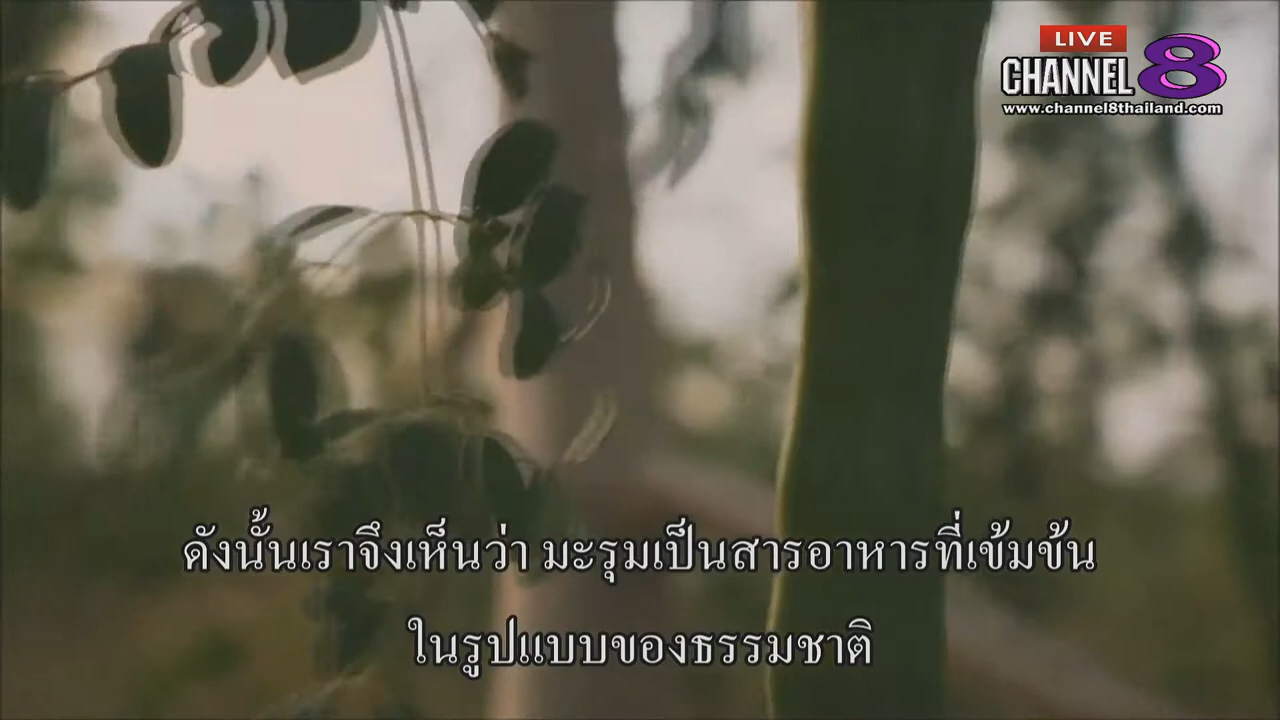 LIVE
CHANNEL 8
www.channel8thailand.com
ดังนั้นเราจึงเห็นว่า มะรุมเป็นสารอาหารที่เข้มข้น
ในรูปแบบของธรรมชาติ